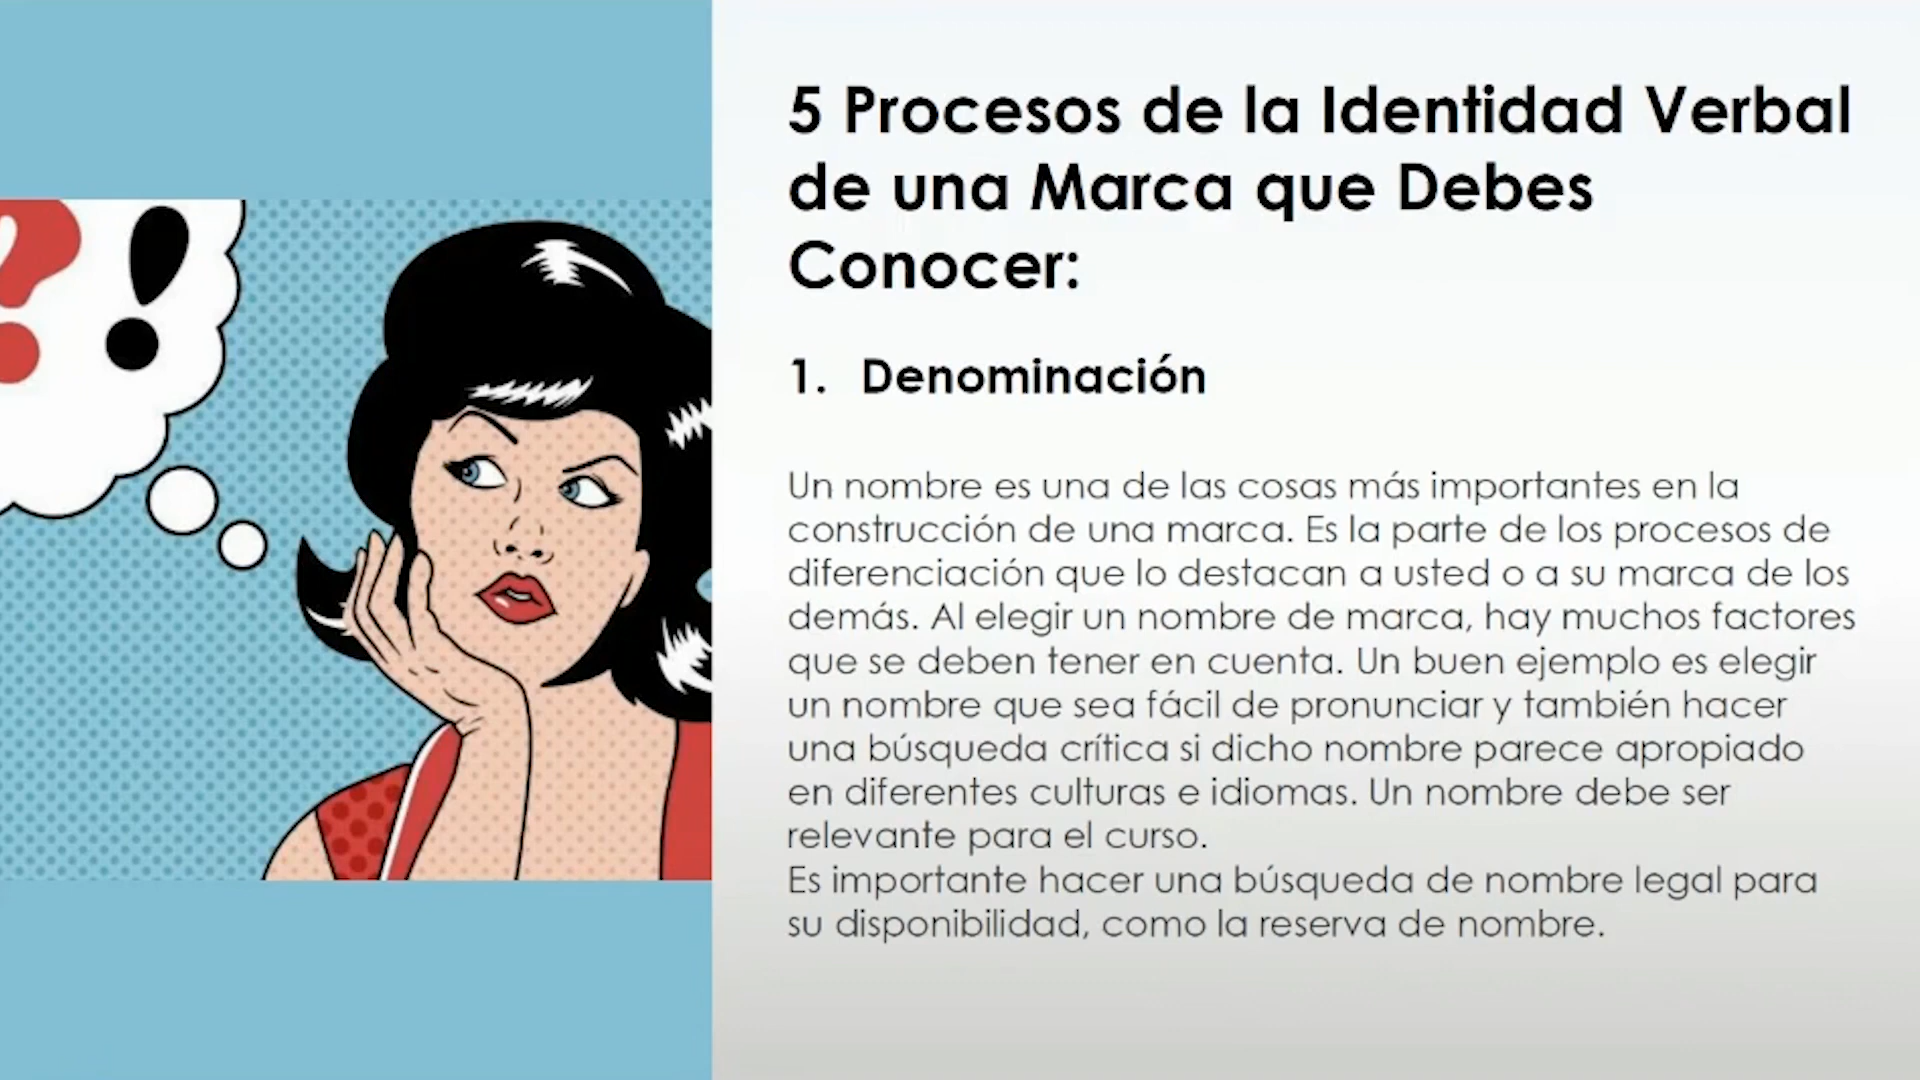 ? !
5 Procesos de la Identidad Verbal
de una Marca que Debes
Conocer:
1. Denominación
Un nombre es una de las cosas más importantes en la
construcción de una marca. Es la parte de los procesos de
diferenciación que lo destacan a usted o a su marca de los
demás. Al elegir un nombre de marca, hay muchos factores
que se deben tener en cuenta. Un buen ejemplo es elegir
un nombre que sea fácil de pronunciar y también hacer
una búsqueda crítica si dicho nombre parece apropiado
en diferentes culturas e idiomas. Un nombre debe ser
relevante para el curso.
Es importante hacer una búsqueda de nombre legal para
su disponibilidad, como la reserva de nombre.